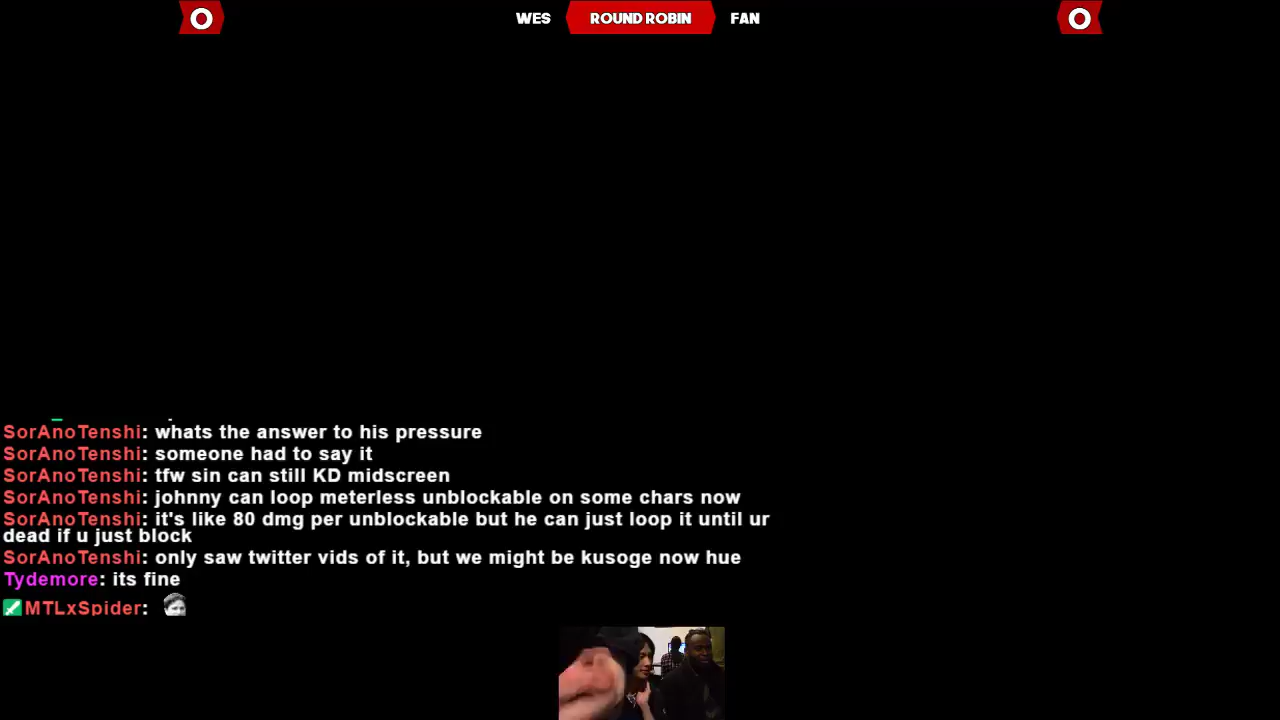 O WES ROUND ROBIN FAN O
SorAnoTenshi: whats the answer to his pressure
SorAnoTenshi: someone had to say it
SorAnoTenshi: tfw sin can still KD midscreen
SorAnoTenshi: johnny can loop meterless unblockable on some chars now
SorAnoTenshi: it's like 80 dmg per unblockable but he can just loop it until ur
dead if u just block
SorAnoTenshi: only saw twitter vids of it, but we might be kusoge now hue
Tydemore: its fine
MTLxSpider: